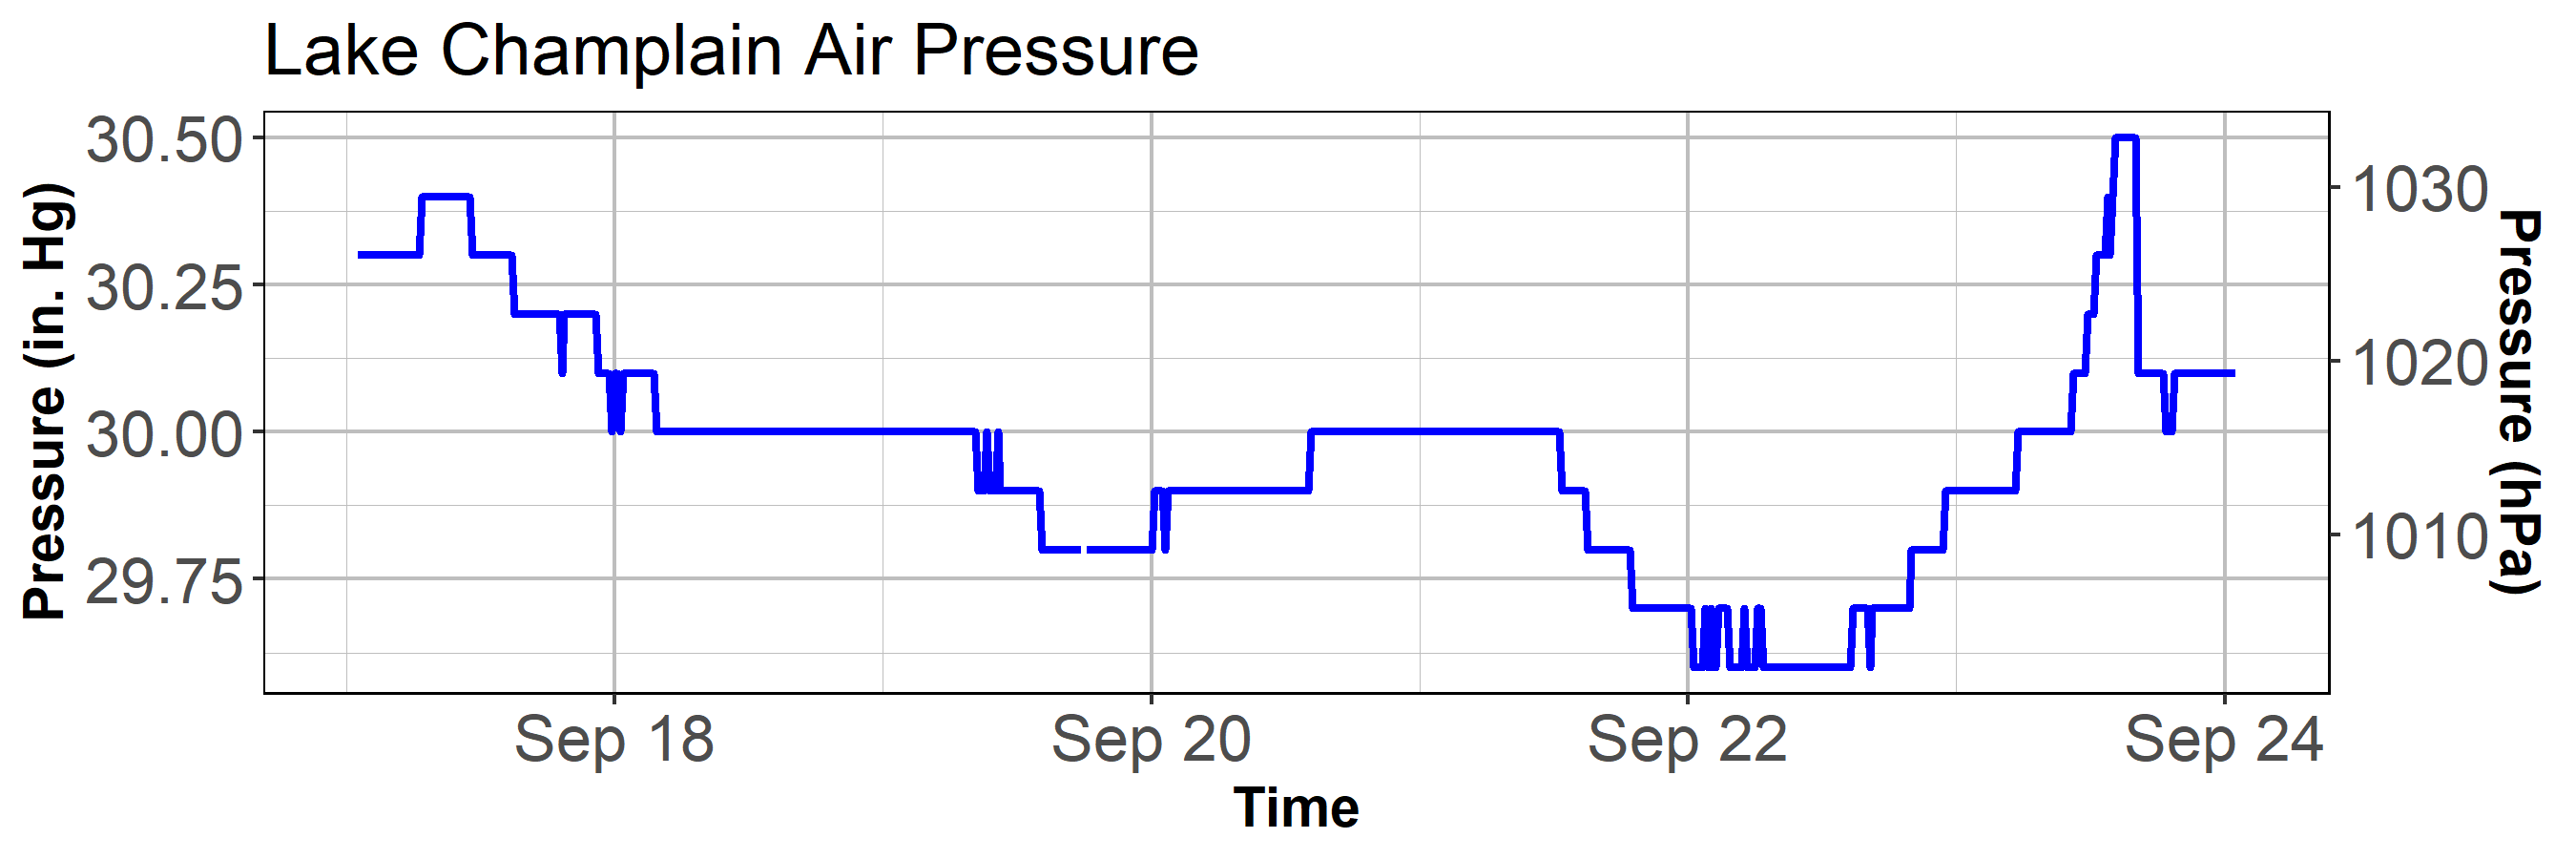 Lake Champlain Air Pressure
Pressure (in. Hg)
30.50
30.25
30.00
29.75
1030
1020
1010
Pressure (hPa)
Sep 18
Sep 20
Sep 22
Sep 24
Time